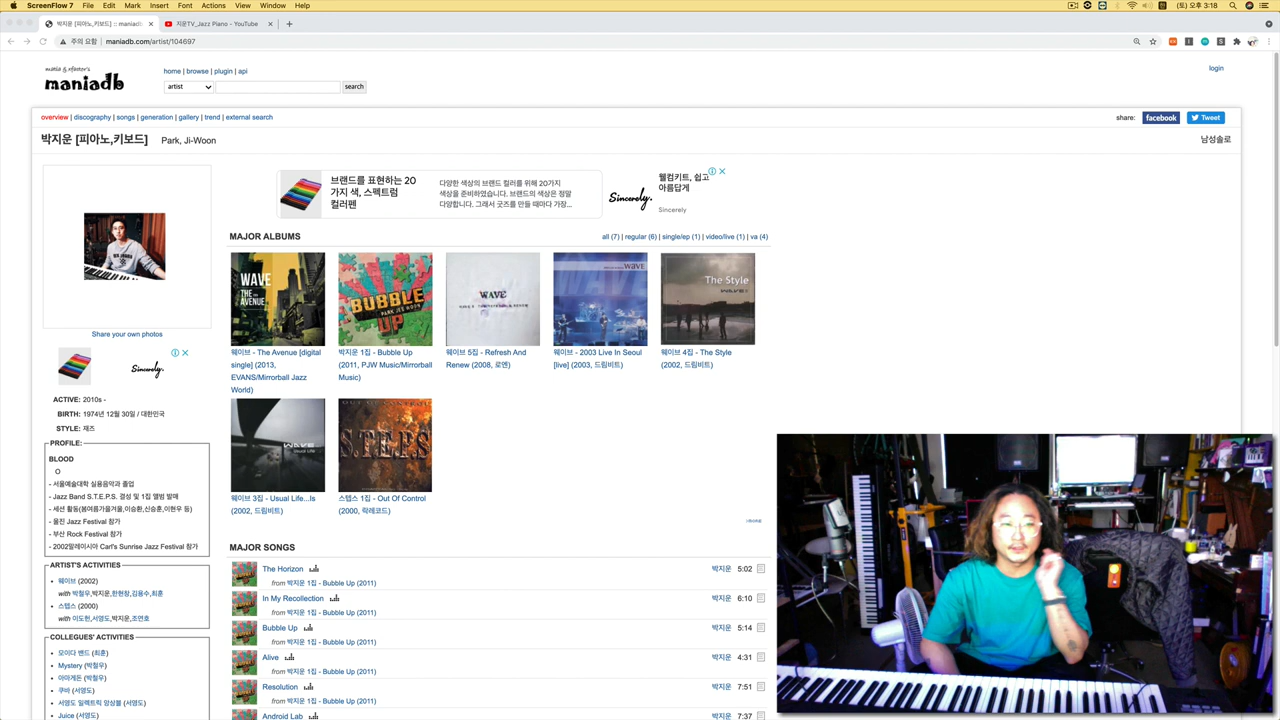 ScreenFlow 7 File Edit Mark Insert Font Actions View Window Help
(토) 오후 3:18
박지운 [피아노,키보드] :: maniadb
지운TV_Jazz Piano - YouTube
주의 요함 | maniadb.com/artist/104697
mania & xfactor's
maniadb
home | browse | plugin | api
login
artist
search
overview | discography | songs | generation | gallery | trend | external search
share: facebook Tweet
박지운 [피아노,키보드] Park, Ji-Woon
남성솔로
브랜드를 표현하는 20
가지 색, 스펙트럼
컬러펜
다양한 색상의 브랜드 컬러를 위해 20가지
색상을 준비하였습니다. 브랜드의 색상은 정말
다양합니다. 그래서 굿즈를 만들 때마다 가장...
Sincerely.
웰컴키트, 쉽고
아름답게
Sincerely
Share your own photos
Sincerely.
ACTIVE: 2010s -
BIRTH: 1974년 12월 30일 / 대한민국
STYLE: 재즈
PROFILE:
BLOOD
O
- 서울예술대학 실용음악과 졸업
- Jazz Band S.T.E.P.S. 결성 및 1집 앨범 발매
- 세션 활동(봄여름가을겨울,이승환,신승훈,이현우 등)
- 울진 Jazz Festival 참가
- 부산 Rock Festival 참가
- 2002말레이시아 Carl's Sunrise Jazz Festival 참가
ARTIST'S ACTIVITIES
웨이브 (2002)
with 박철우,박지운,한현창,김용수,최훈
스텝스 (2000)
with 이도헌,서영도,박지운,조연호
COLLEGUES' ACTIVITIES
모이다 밴드 (최훈)
Mystery (박철우)
아마게돈 (박철우)
쿠바 (서영도)
서영도 일렉트릭 앙상블 (서영도)
Juice (서영도)
MAJOR ALBUMS
all (7) | regular (6) | single/ep (1) | video/live (1) | va (4)
WAVE
THE
AVENUE
BUBBLE
UP
PARK JEE WOON
WAVE
WAVE
The Style
웨이브 - The Avenue [digital
single] (2013,
EVANS/Mirrorball Jazz
World)
박지운 1집 - Bubble Up
(2011, PJW Music/Mirrorball
Music)
웨이브 5집 - Refresh And
Renew (2008, 로엔)
웨이브 - 2003 Live In Seoul
[live] (2003, 드림비트)
웨이브 4집 - The Style
(2002, 드림비트)
WAVE
Usual Life
S.T.E.P.S
웨이브 3집 - Usual Life...Is
(2002, 드림비트)
스텝스 1집 - Out Of Control
(2000, 락레코드)
MAJOR SONGS
The Horizon 박지운 5:02
from 박지운 1집 - Bubble Up (2011)
In My Recollection 박지운 6:10
from 박지운 1집 - Bubble Up (2011)
Bubble Up 박지운 5:14
from 박지운 1집 - Bubble Up (2011)
Alive 박지운 4:31
from 박지운 1집 - Bubble Up (2011)
Resolution 박지운 7:51
from 박지운 1집 - Bubble Up (2011)
Android Lab 박지운 7:37